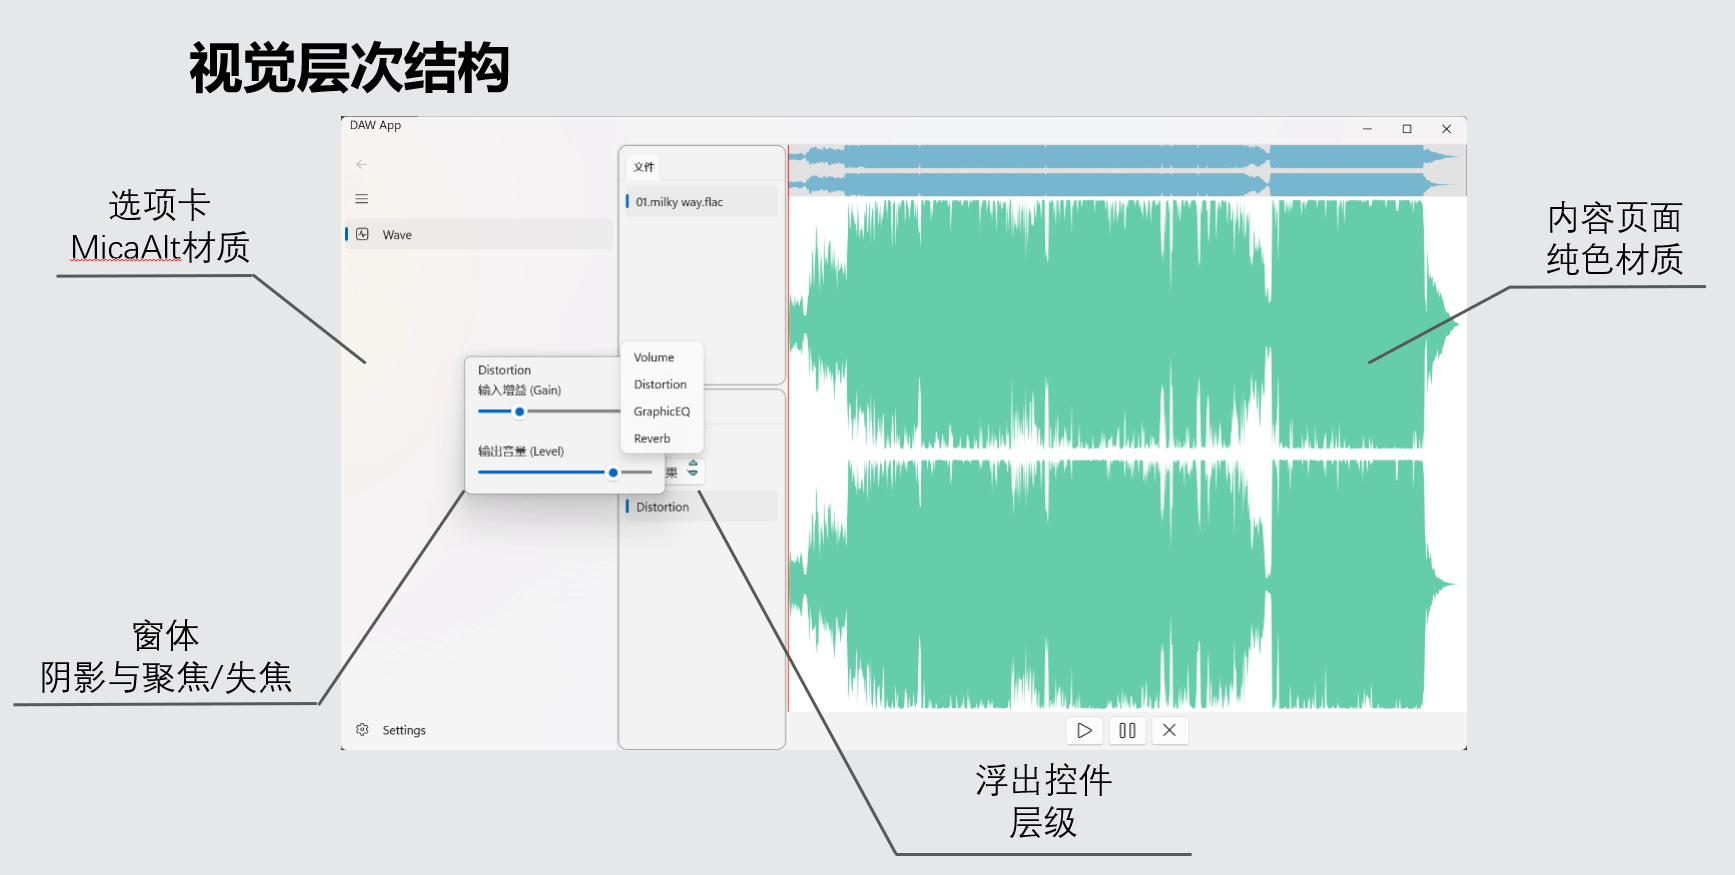 视觉层次结构
DAW App
选项卡
MicaAlt材质
Wave
文件
01.milky way.flac
内容页面
纯色材质
Distortion
输入增益 (Gain)
输出音量 (Level)
Volume
Distortion
GraphicEQ
Reverb
果
Distortion
窗体
阴影与聚焦/失焦
Settings
浮出控件
层级